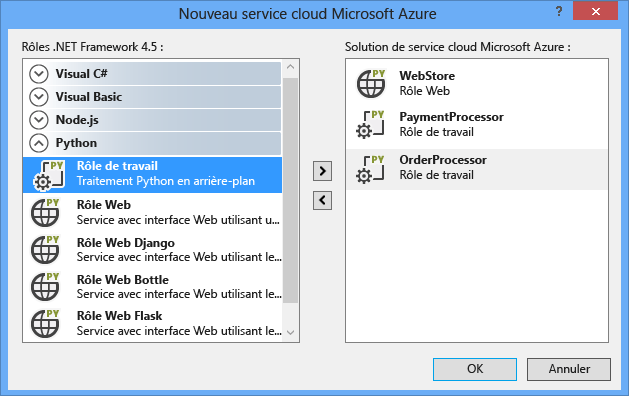 Nouveau service cloud Microsoft Azure
Rôles .NET Framework 4.5 :
Visual C#
Visual Basic
Node.js
Python
PY
Rôle de travail
Traitement Python en arrière-plan
PY
Rôle Web
Service avec interface Web utilisant u...
PY
Rôle Web Django
Service avec interface Web utilisant le...
PY
Rôle Web Bottle
Service avec interface Web utilisant le...
PY
Rôle Web Flask
Service avec interface Web utilisant le...
Solution de service cloud Microsoft Azure :
PY
WebStore
Rôle Web
PY
PaymentProcessor
Rôle de travail
PY
OrderProcessor
Rôle de travail
OK
Annuler